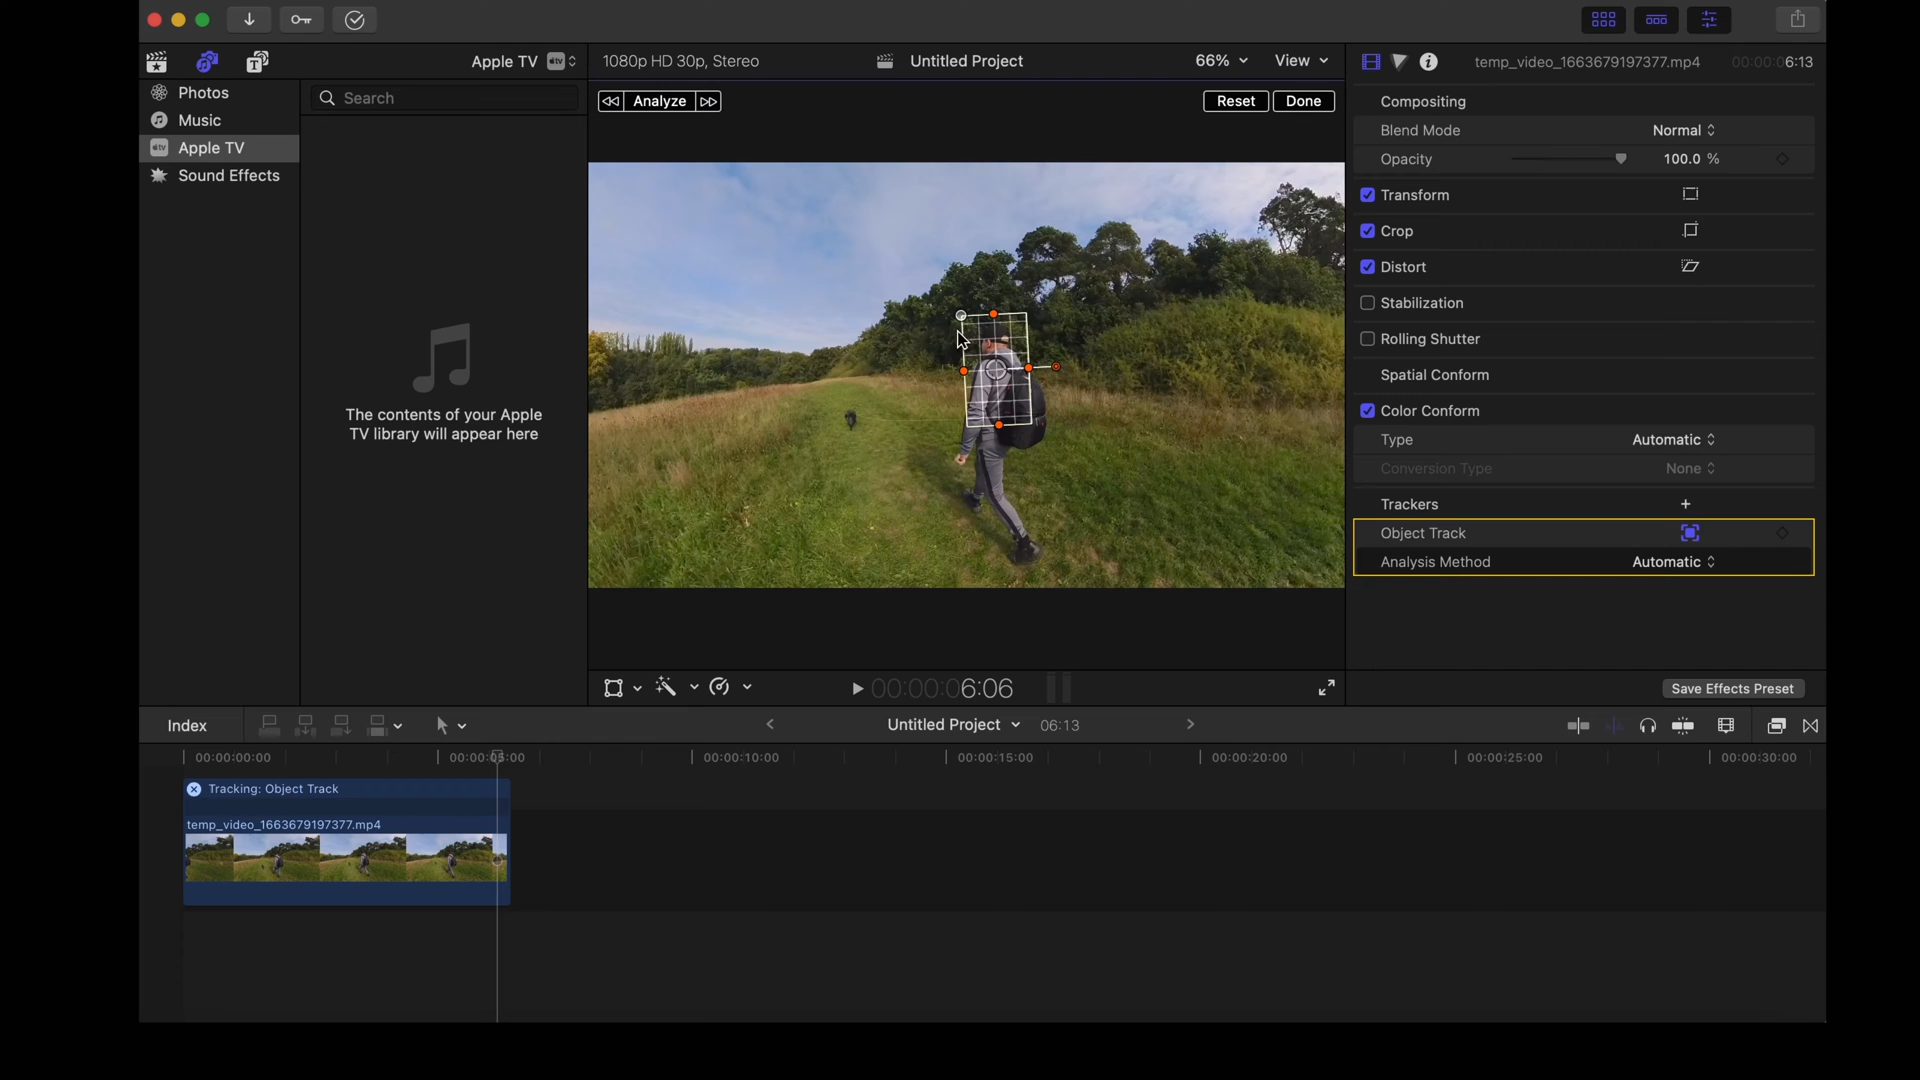 Apple TV
1080p HD 30p, Stereo
Untitled Project
66%
View
temp_video_1663679197377.mp4
00:00:06:13
Photos
Music
Apple TV
Sound Effects
Search
Analyze
Reset
Done
The contents of your Apple
TV library will appear here
Compositing
Blend Mode
Normal
Opacity
100.0 %
Transform
Crop
Distort
Stabilization
Rolling Shutter
Spatial Conform
Color Conform
Type
Automatic
Conversion Type
None
Trackers
Object Track
Analysis Method
Automatic
00:00:06:06
Save Effects Preset
Index
Untitled Project
06:13
00:00:00:00
00:00:05:00
00:00:10:00
00:00:15:00
00:00:20:00
00:00:25:00
00:00:30:00
Tracking: Object Track
temp_video_1663679197377.mp4